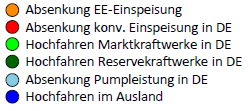 Absenkung EE-Einspeisung
Absenkung konv. Einspeisung in DE
Hochfahren Marktkraftwerke in DE
Hochfahren Reservekraftwerke in DE
Absenkung Pumpleistung in DE
Hochfahren im Ausland